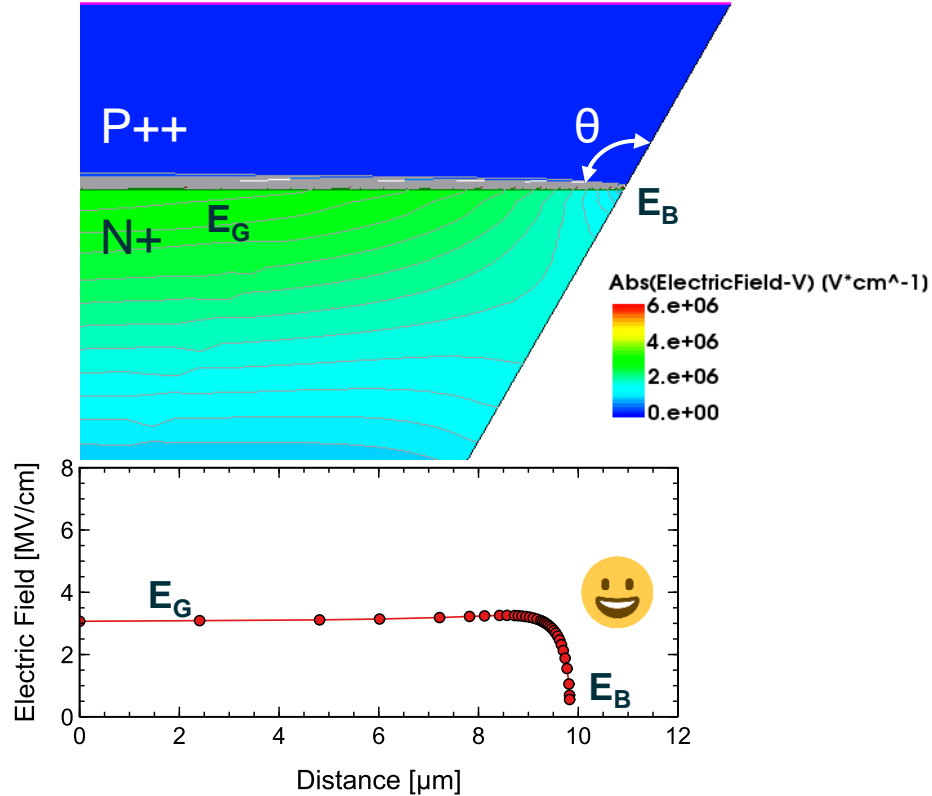 P++
θ
E_B
E_G
N+
Abs(ElectricField-V) (V*cm^-1)
6.e+06
4.e+06
2.e+06
0.e+00
Electric Field [MV/cm]
8
6
4
2
0
E_G
E_B
0 2 4 6 8 10 12
Distance [µm]